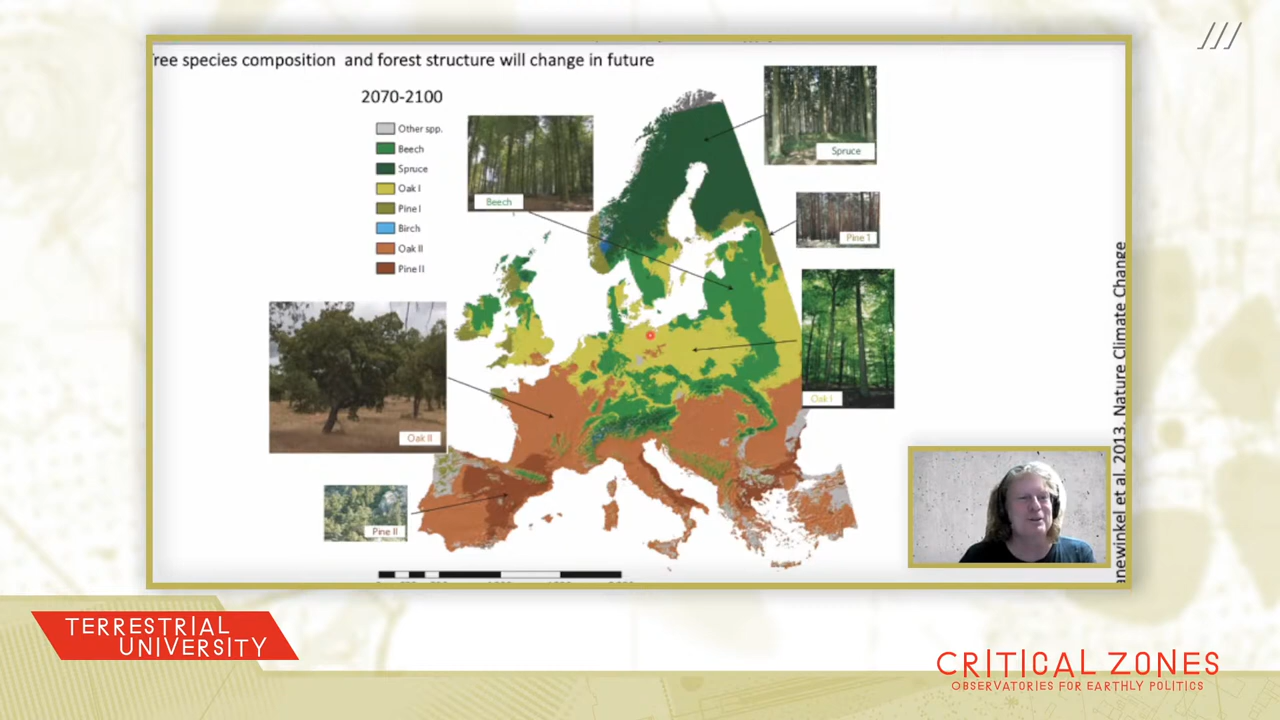 ree species composition and forest structure will change in future
2070-2100
Other spp.
Beech
Spruce
Oak I
Pine I
Birch
Oak II
Pine II
Beech
Spruce
Pine 1
Oak I
Oak II
Pine II
anewinkel et al. 2013. Nature Climate Change
TERRESTRIAL
UNIVERSITY
CRITICAL ZONES
OBSERVATORIES FOR EARTHLY POLITICS